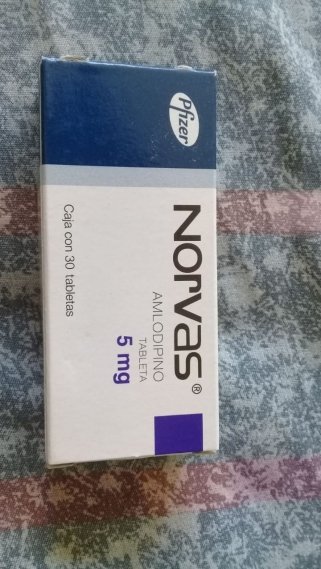 Pfizer
NORVAS®
AMLODIPINO
TABLETA
5 mg
Caja con 30 tabletas